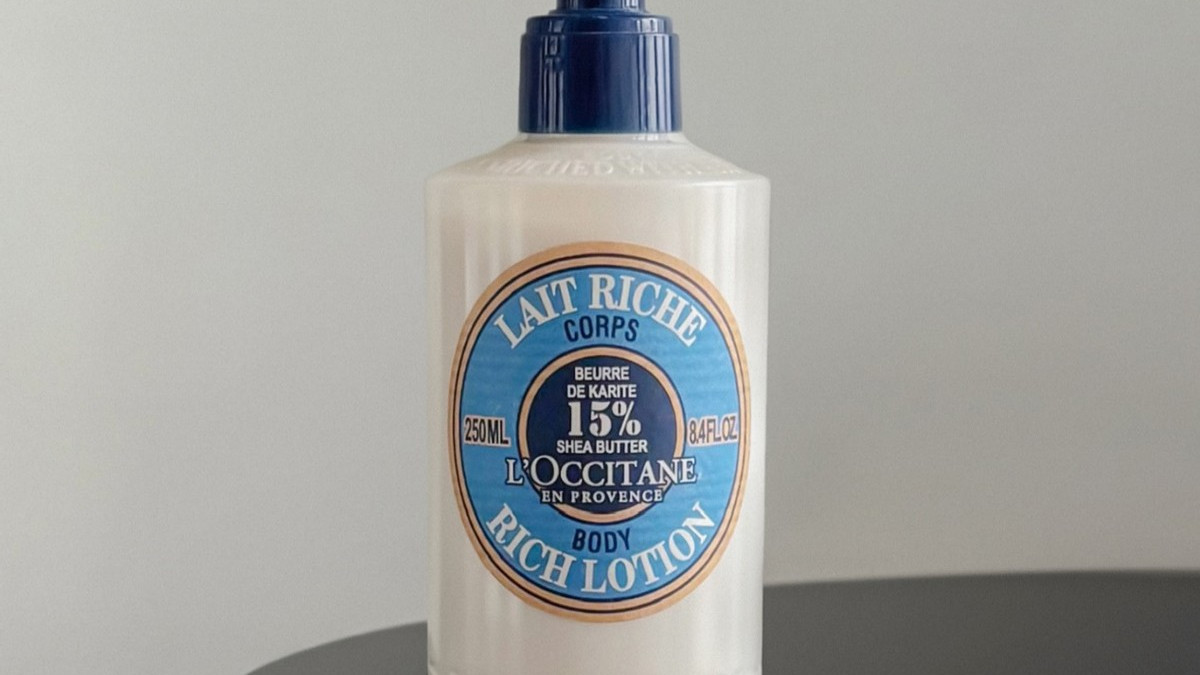 LAIT RICHE
CORPS
BEURRE
DE KARITE
15%
SHEA BUTTER
250ML
8.4FL.OZ
L'OCCITANE
EN PROVENCE
BODY
RICH LOTION